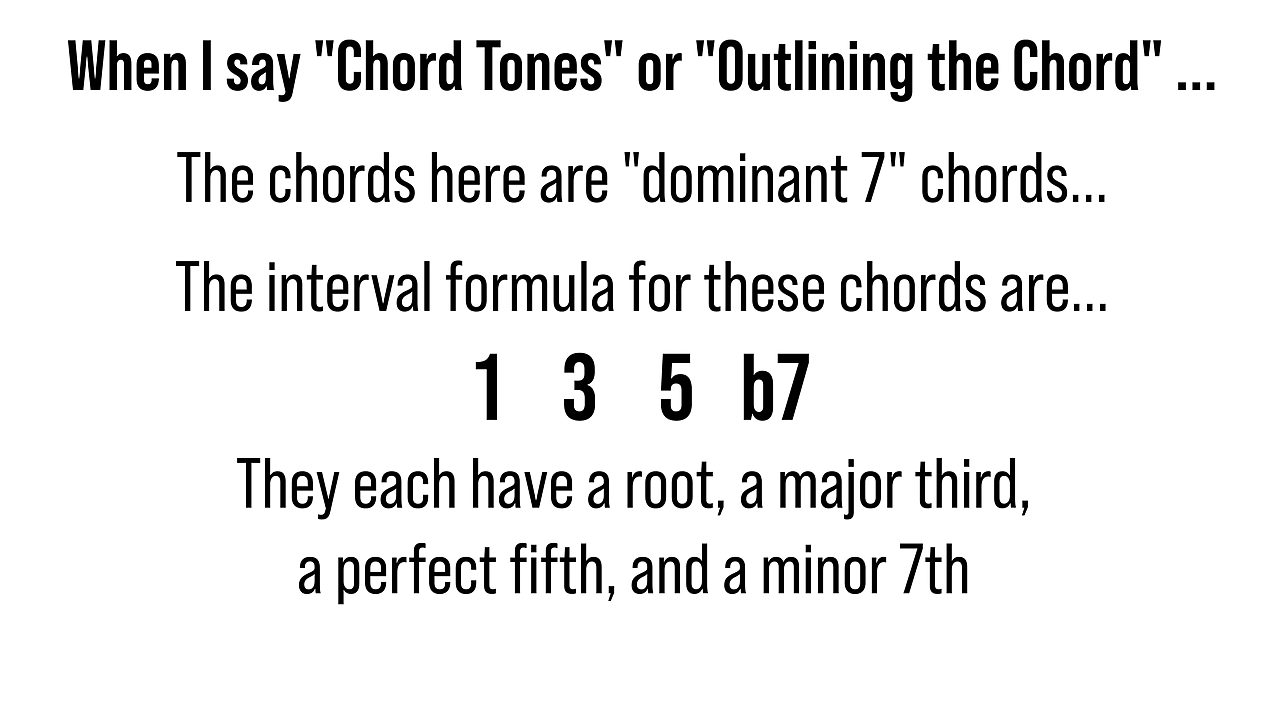 When I say "Chord Tones" or "Outlining the Chord" ...
The chords here are "dominant 7" chords...
The interval formula for these chords are...
1 3 5 b7
They each have a root, a major third,
a perfect fifth, and a minor 7th